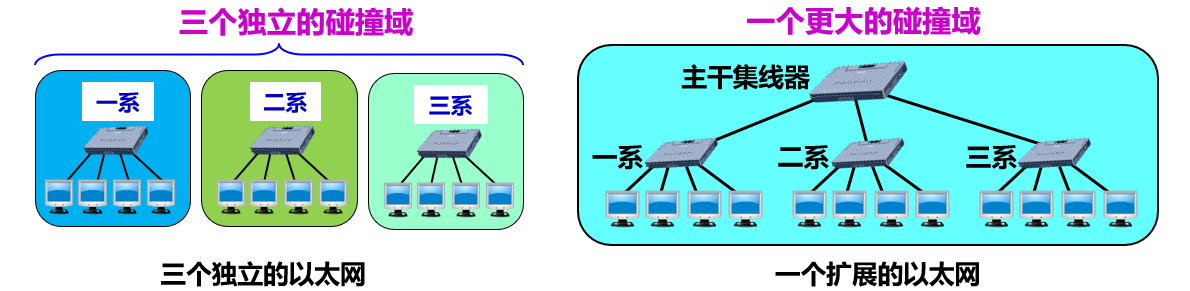 三个独立的碰撞域
一系
二系
三系
三个独立的以太网
一个更大的碰撞域
主干集线器
一系
二系
三系
一个扩展的以太网